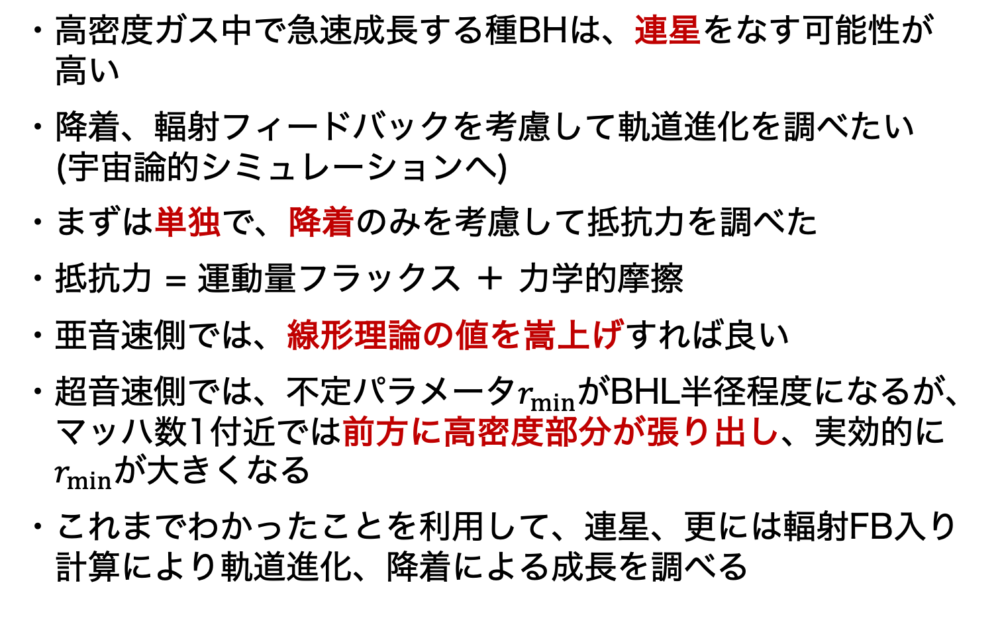 ・高密度ガス中で急速成長する種BHは、連星をなす可能性が
高い
・降着、輻射フィードバックを考慮して軌道進化を調べたい
(宇宙論的シミュレーションへ)
・まずは単独で、降着のみを考慮して抵抗力を調べた
・抵抗力 = 運動量フラックス ＋ 力学的摩擦
・亜音速側では、線形理論の値を嵩上げすれば良い
・超音速側では、不定パラメータr_minがBHL半径程度になるが、
マッハ数1付近では前方に高密度部分が張り出し、実効的に
r_minが大きくなる
・これまでわかったことを利用して、連星、更には輻射FB入り
計算により軌道進化、降着による成長を調べる